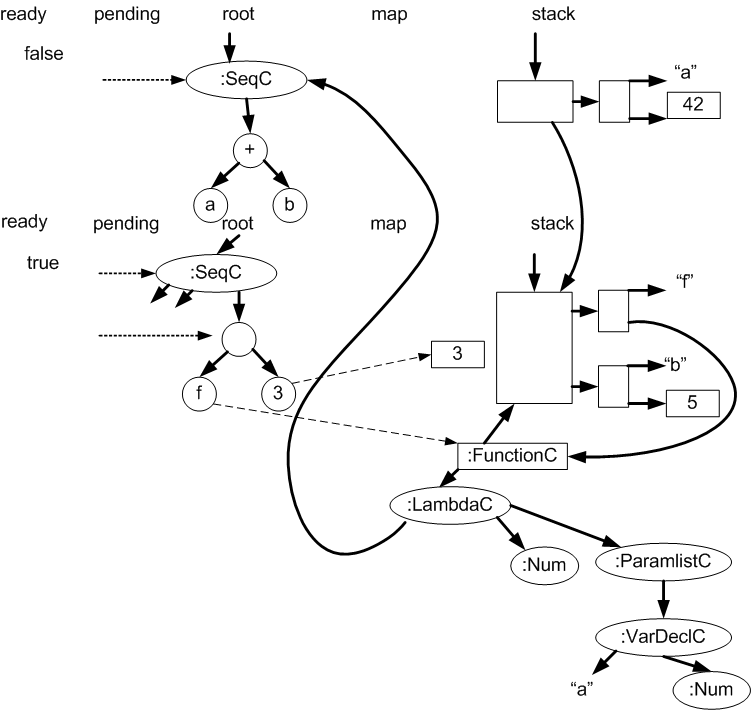 ready pending root map stack
false
:SeqC
“a”
42
+
a b
ready pending root map stack
true
:SeqC
“f”
3
“b”
f 3
5
:FunctionC
:LambdaC
:Num
:ParamlistC
:VarDeclC
“a”
:Num